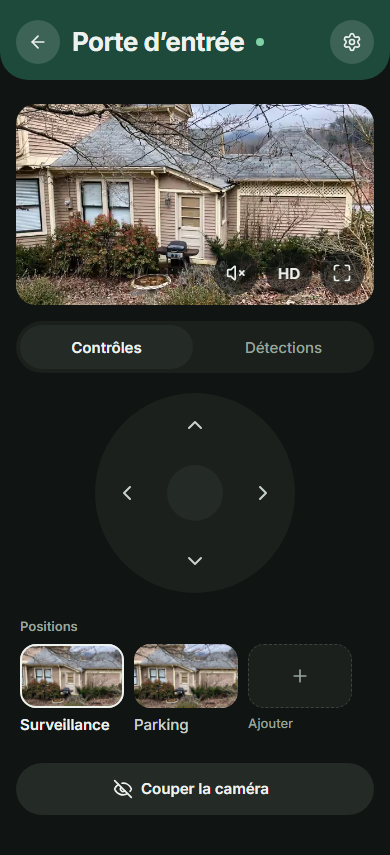 Porte d’entrée
HD
Contrôles
Détections
Positions
Surveillance
Parking
Ajouter
Couper la caméra